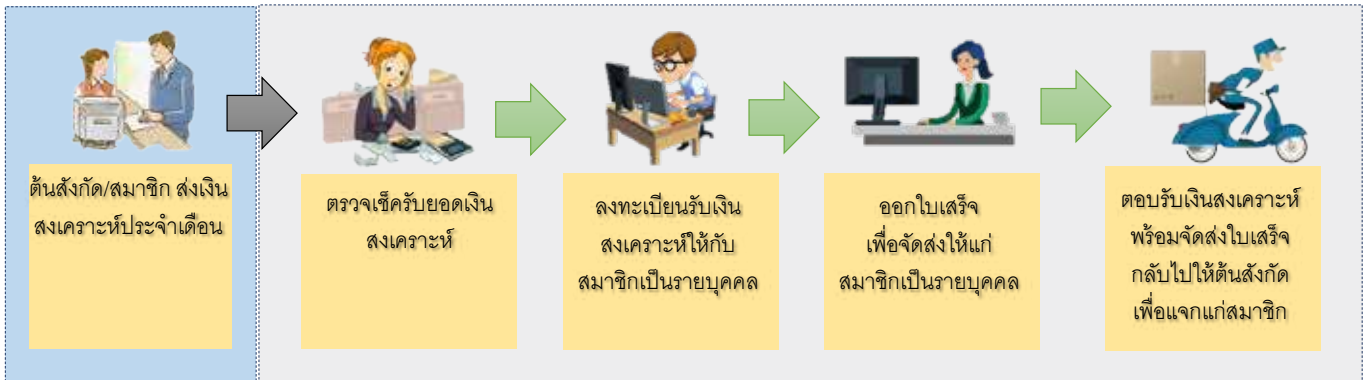 ต้นสังกัด/สมาชิก ส่งเงิน
สงเคราะห์ประจำเดือน
ตรวจเช็ครับยอดเงิน
สงเคราะห์
ลงทะเบียนรับเงิน
สงเคราะห์ให้กับ
สมาชิกเป็นรายบุคคล
ออกใบเสร็จ
เพื่อจัดส่งให้แก่
สมาชิกเป็นรายบุคคล
ตอบรับเงินสงเคราะห์
พร้อมจัดส่งใบเสร็จ
กลับไปให้ต้นสังกัด
เพื่อแจกแก่สมาชิก